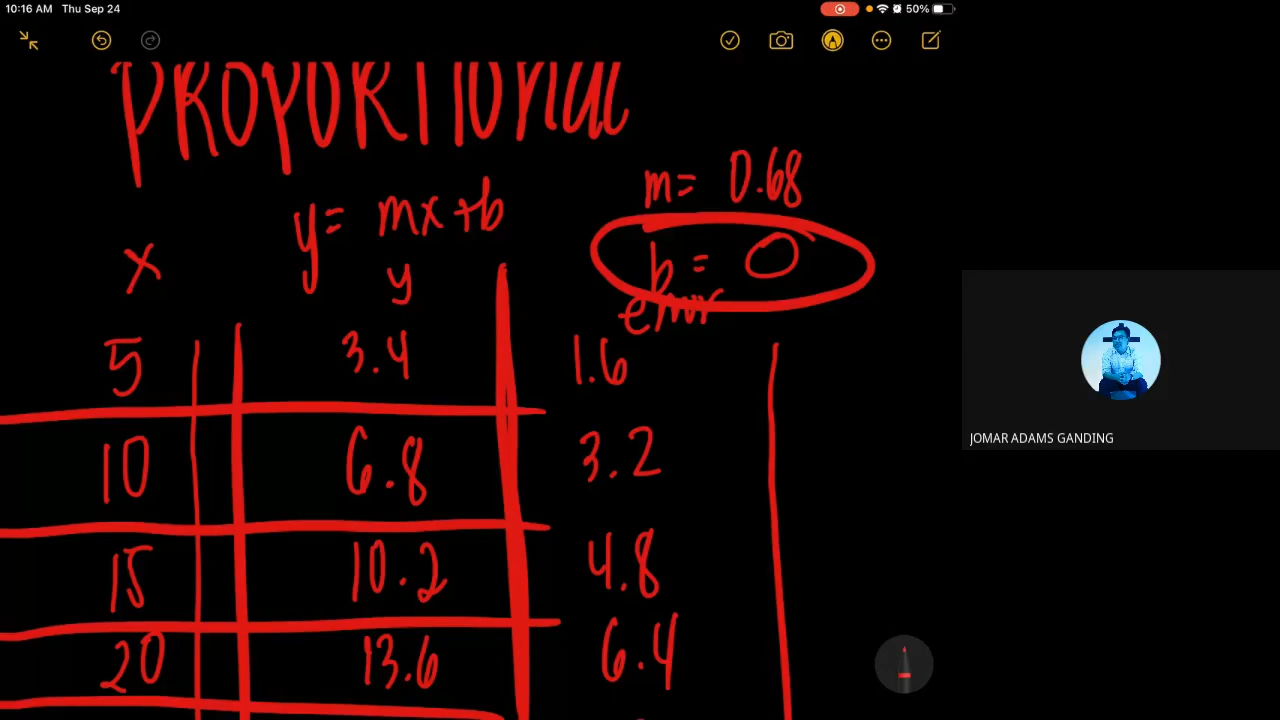 10:16 AM Thu Sep 24 50%
PROPORTIONAL
m= 0.68
y= mx+b
b= 0
x y error
5 3.4 1.6
10 6.8 3.2
15 10.2 4.8
20 13.6 6.4
JOMAR ADAMS GANDING